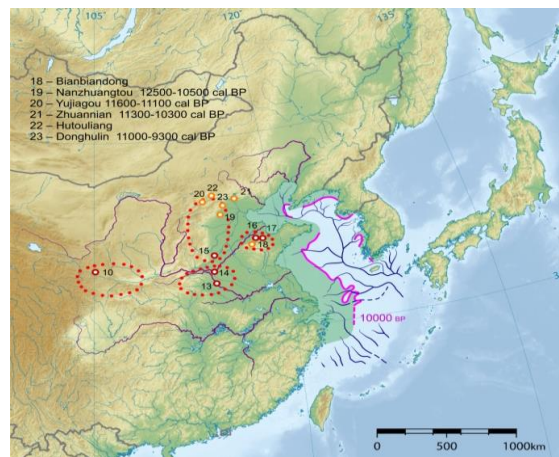 105°
120°
135°
18 – Bianbiandong
19 – Nanzhuangtou 12500-10500 cal BP
20 – Yujiagou 11600-11100 cal BP
21 – Zhuannian 11300-10300 cal BP
22 – Hutouliang
23 – Donghulin 11000-9300 cal BP
22
20
21
23
19
16
17
18
15
10
14
13
10000 BP
0 500 1000km